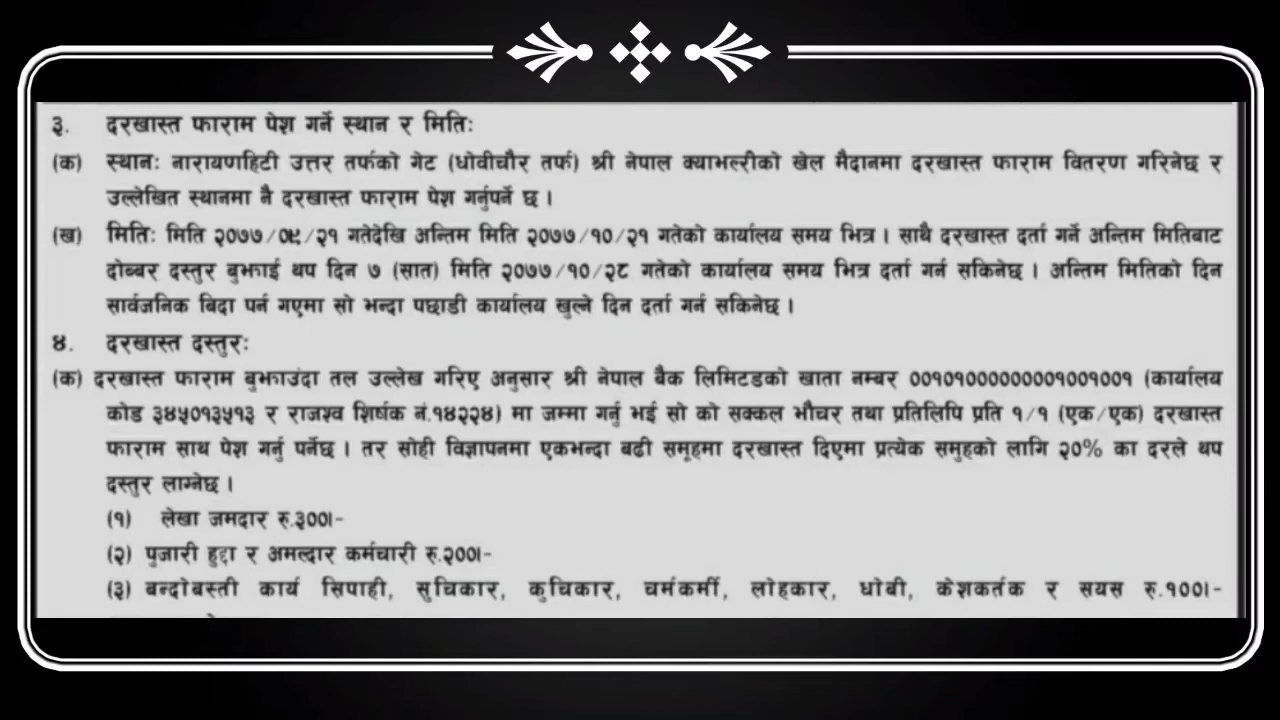 ३. दरखास्त फाराम पेश गर्ने स्थान र मितिः
(क) स्थानः नारायणहिटी उत्तर तर्फको गेट (धोवीचौर तर्फ) श्री नेपाल क्याभल्रीको खेल मैदानमा दरखास्त फाराम वितरण गरिनेछ र
उल्लेखित स्थानमा नै दरखास्त फाराम पेश गर्नुपर्ने छ ।
(ख) मितिः मिति २०७७/०९/२१ गतेदेखि अन्तिम मिति २०७७/१०/२१ गतेको कार्यालय समय भित्र । साथै दरखास्त दर्ता गर्ने अन्तिम मितिबाट
दोब्बर दस्तुर बुझाई थप दिन ७ (सात) मिति २०७७/१०/२८ गतेको कार्यालय समय भित्र दर्ता गर्न सकिनेछ । अन्तिम मितिको दिन
सार्वजनिक बिदा पर्न गएमा सो भन्दा पछाडी कार्यालय खुल्ने दिन दर्ता गर्न सकिनेछ ।
४. दरखास्त दस्तुरः
(क) दरखास्त फाराम बुझाउंदा तल उल्लेख गरिए अनुसार श्री नेपाल बैक लिमिटडको खाता नम्बर ००१०१०००००००००१००१००१ (कार्यालय
कोड ३४५०१३५१३ र राजश्व शिर्षक नं.१४२२४) मा जम्मा गर्नु भई सो को सक्कल भौचर तथा प्रतिलिपि प्रति १/१ (एक/एक) दरखास्त
फाराम साथ पेश गर्नु पर्नेछ । तर सोही विज्ञापनमा एकभन्दा बढी समूहमा दरखास्त दिएमा प्रत्येक समुहको लागि २०% का दरले थप
दस्तुर लाग्नेछ ।
(१) लेखा जमदार रु.३००।-
(२) पुजारी हुद्दा र अमल्दार कर्मचारी रु.२००।-
(३) बन्दोबस्ती कार्य सिपाही, सुचिकार, कुचिकार, चर्मकर्मी, लोहकार, धोबी, केशकर्तक र सयस रु.१००।-